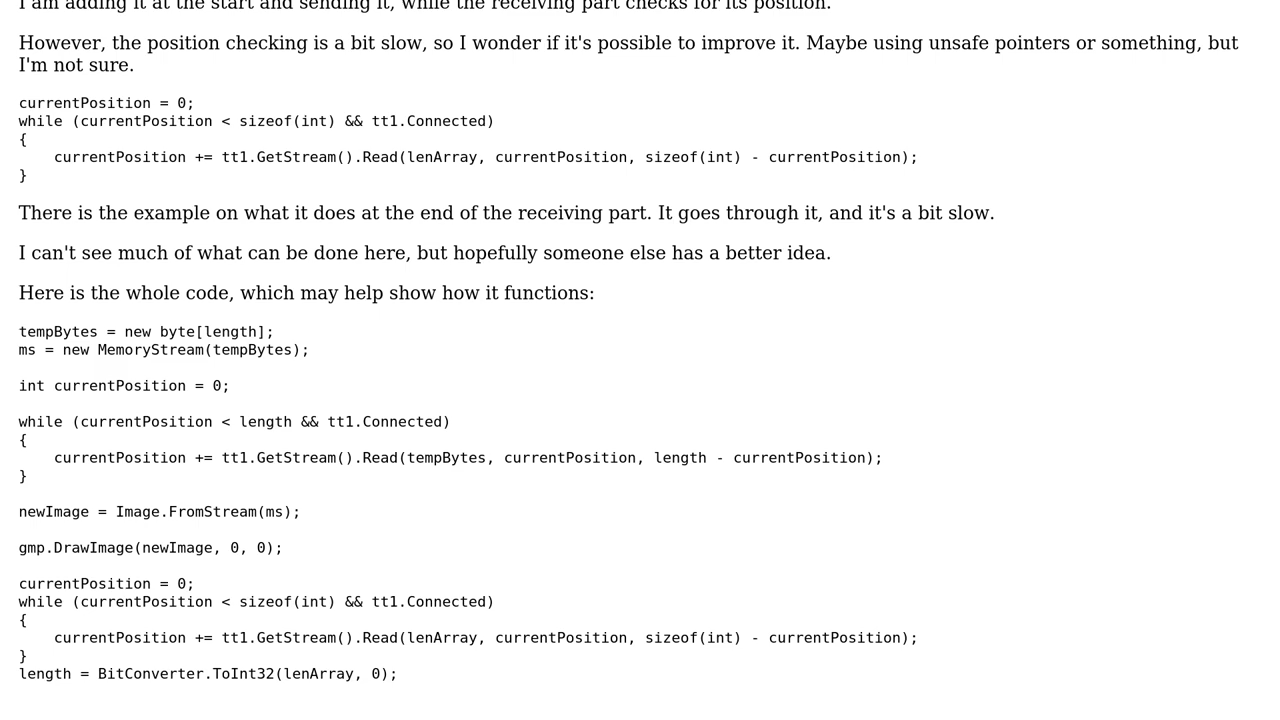 I am adding it at the start and sending it, while the receiving part checks for its position.
However, the position checking is a bit slow, so I wonder if it's possible to improve it. Maybe using unsafe pointers or something, but
I'm not sure.
currentPosition = 0;
while (currentPosition < sizeof(int) && tt1.Connected)
{
    currentPosition += tt1.GetStream().Read(lenArray, currentPosition, sizeof(int) - currentPosition);
}
There is the example on what it does at the end of the receiving part. It goes through it, and it's a bit slow.
I can't see much of what can be done here, but hopefully someone else has a better idea.
Here is the whole code, which may help show how it functions:
tempBytes = new byte[length];
ms = new MemoryStream(tempBytes);
int currentPosition = 0;
while (currentPosition < length && tt1.Connected)
{
    currentPosition += tt1.GetStream().Read(tempBytes, currentPosition, length - currentPosition);
}
newImage = Image.FromStream(ms);
gmp.DrawImage(newImage, 0, 0);
currentPosition = 0;
while (currentPosition < sizeof(int) && tt1.Connected)
{
    currentPosition += tt1.GetStream().Read(lenArray, currentPosition, sizeof(int) - currentPosition);
}
length = BitConverter.ToInt32(lenArray, 0);